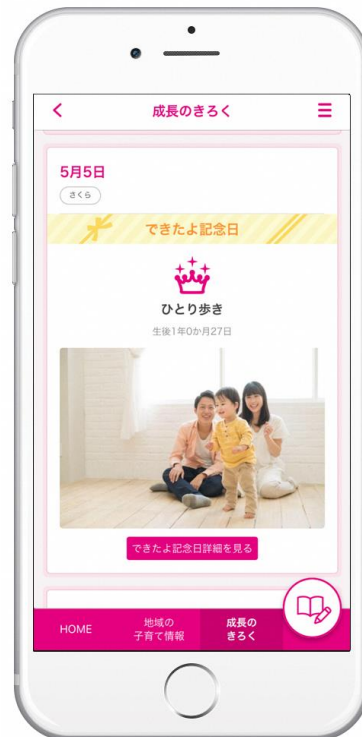 成長のきろく
5月5日
さくら
できたよ記念日
ひとり歩き
生後1年0か月27日
できたよ記念日詳細を見る
HOME
地域の
子育て情報
成長の
きろく